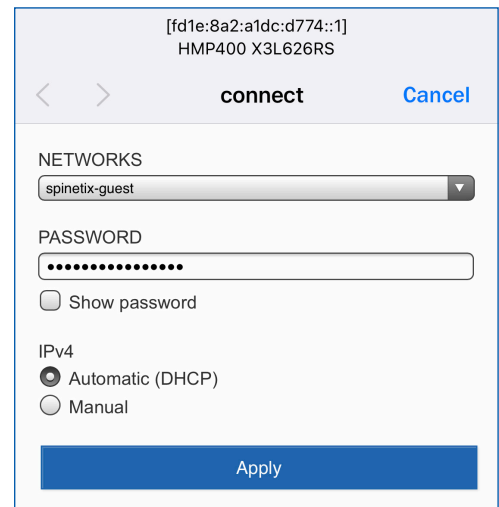 [fd1e:8a2:a1dc:d774::1]
HMP400 X3L626RS
connect Cancel
NETWORKS
spinetix-guest
PASSWORD
••••••••••••••••
Show password
IPv4
Automatic (DHCP)
Manual
Apply